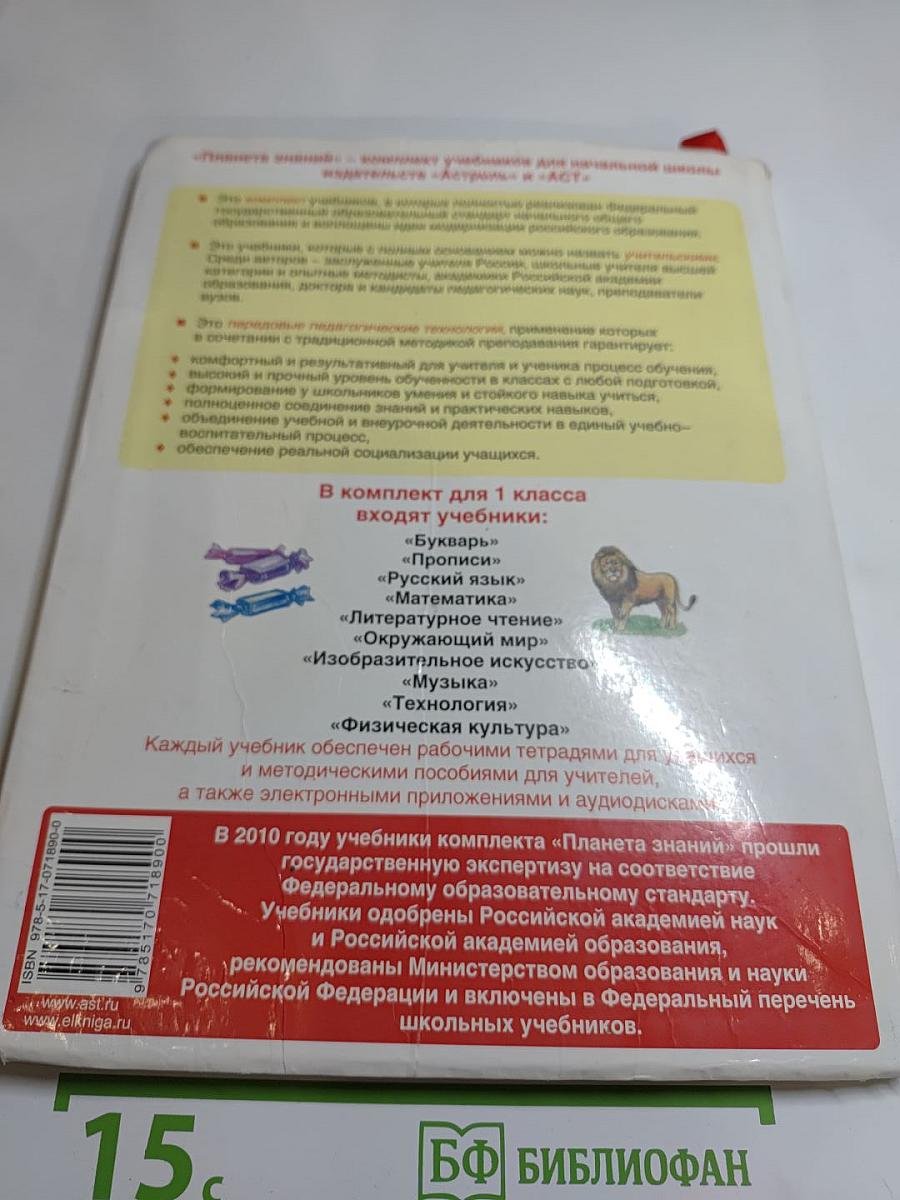 «Планета знаний» – комплект учебников для начальной школы
издательств «Астрель» и «АСТ»
Это комплект учебников, в котором полностью реализован Федеральный
государственный образовательный стандарт начального общего
образования и воплощены идеи модернизации российского образования.
Это учебники, которые с полным основанием можно назвать учительскими.
Среди авторов – заслуженные учителя России, школьные учителя высшей
категории и опытные методисты, академики Российской академии
образования, доктора и кандидаты педагогических наук, преподаватели
вузов.
Это передовые педагогические технологии, применение которых
в сочетании с традиционной методикой преподавания гарантирует:
комфортный и результативный для учителя и ученика процесс обучения,
высокий и прочный уровень обученности в классах с любой подготовкой,
формирование у школьников умения и стойкого навыка учиться,
полноценное соединение знаний и практических навыков,
объединение учебной и внеурочной деятельности в единый учебно–
воспитательный процесс,
обеспечение реальной социализации учащихся.
В комплект для 1 класса
входят учебники:
«Букварь»
«Прописи»
«Русский язык»
«Математика»
«Литературное чтение»
«Окружающий мир»
«Изобразительное искусство»
«Музыка»
«Технология»
«Физическая культура»
Каждый учебник обеспечен рабочими тетрадями для учащихся
и методическими пособиями для учителей,
а также электронными приложениями и аудиодисками.
В 2010 году учебники комплекта «Планета знаний» прошли
государственную экспертизу на соответствие
Федеральному образовательному стандарту.
Учебники одобрены Российской академией наук
и Российской академией образования,
рекомендованы Министерством образования и науки
Российской Федерации и включены в Федеральный перечень
школьных учебников.
ISBN 978-5-17-071890-0
9 785170 718900
www.ast.ru
www.elkniga.ru
15 с
БФ БИБЛИОФАН